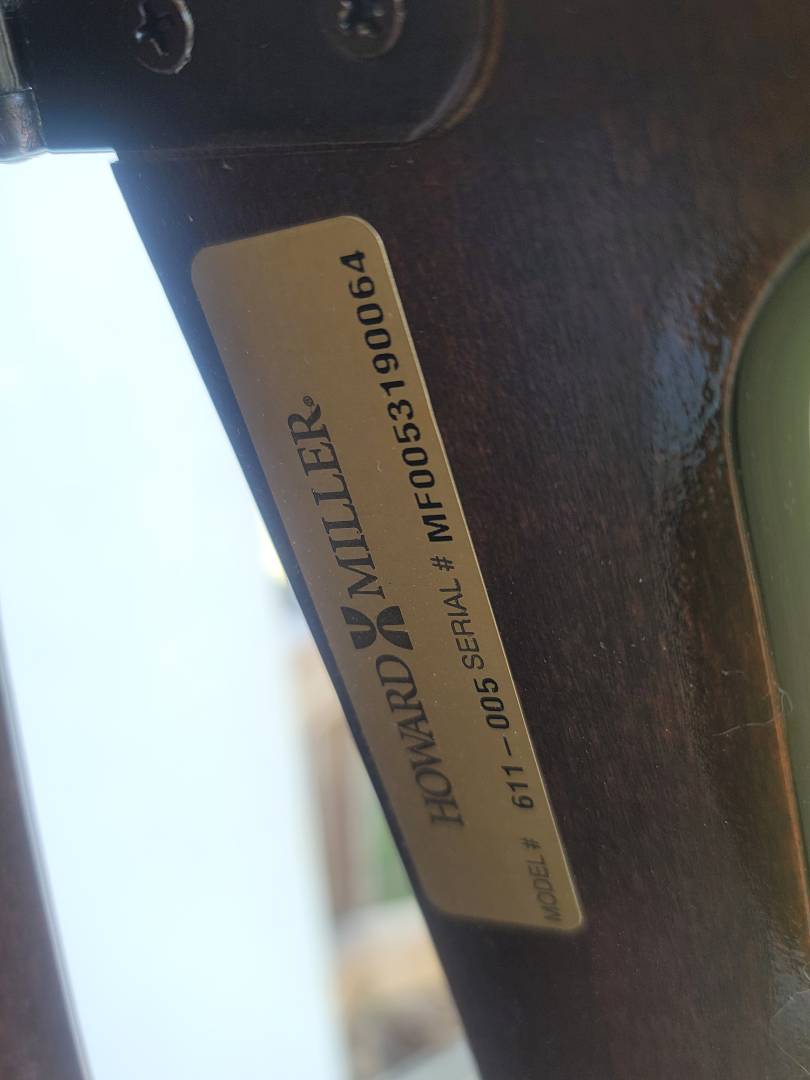 HOWARD MILLER®
MODEL # 611-005 SERIAL # MF0053190064